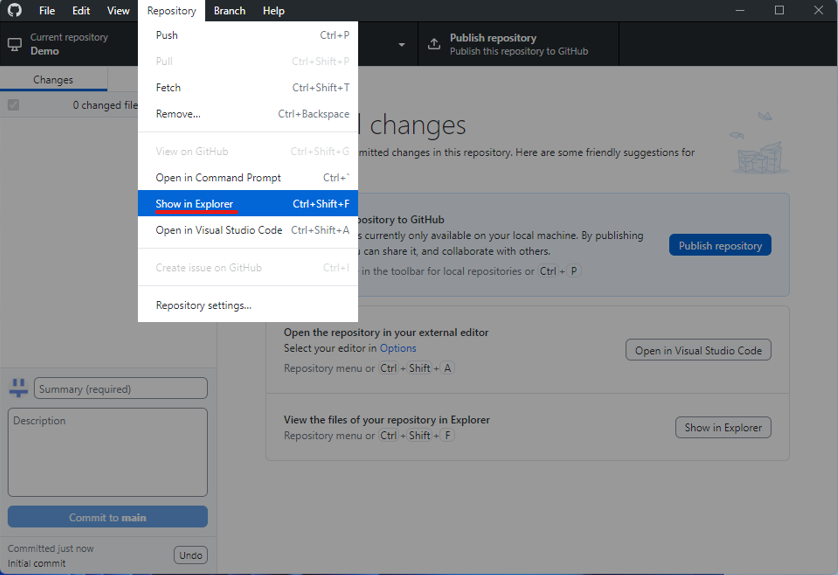 File Edit View Repository Branch Help
Current repository
Demo
Publish repository
Publish this repository to GitHub
Changes
0 changed file
Push Ctrl+P
Pull Ctrl+Shift+P
Fetch Ctrl+Shift+T
Remove... Ctrl+Backspace
View on GitHub Ctrl+Shift+G
Open in Command Prompt Ctrl+`
Show in Explorer Ctrl+Shift+F
Open in Visual Studio Code Ctrl+Shift+A
Create issue on GitHub Ctrl+I
Repository settings...
l changes
mitted changes in this repository. Here are some friendly suggestions for
pository to GitHub
s currently only available on your local machine. By publishing
can share it, and collaborate with others.
in the toolbar for local repositories or Ctrl + P
Publish repository
Open the repository in your external editor
Select your editor in Options
Repository menu or Ctrl + Shift + A
Open in Visual Studio Code
View the files of your repository in Explorer
Repository menu or Ctrl + Shift + F
Show in Explorer
Summary (required)
Description
Commit to main
Committed just now
Initial commit
Undo